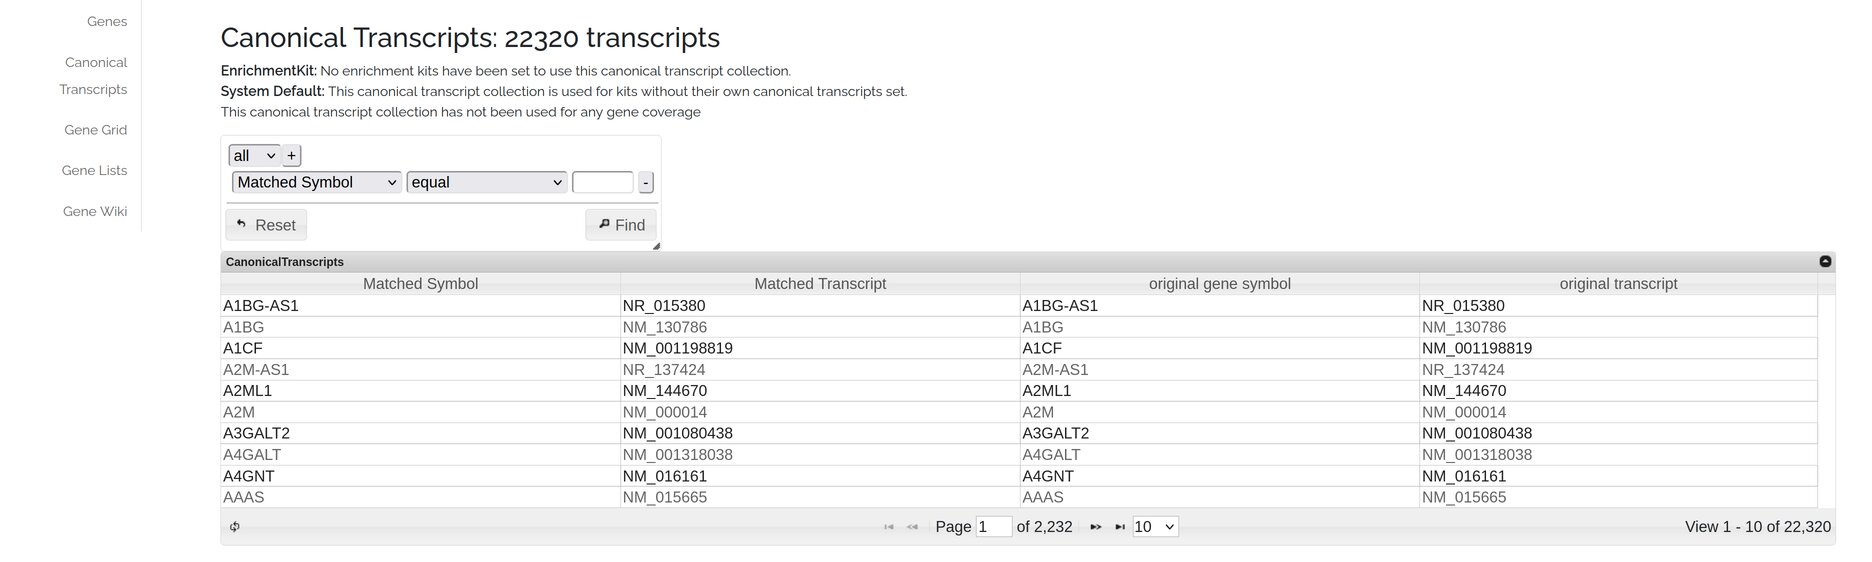 Genes
Canonical
Transcripts
Gene Grid
Gene Lists
Gene Wiki
Canonical Transcripts: 22320 transcripts
EnrichmentKit: No enrichment kits have been set to use this canonical transcript collection.
System Default: This canonical transcript collection is used for kits without their own canonical transcripts set.
This canonical transcript collection has not been used for any gene coverage
all +
Matched Symbol equal -
Reset Find
CanonicalTranscripts
Matched Symbol Matched Transcript original gene symbol original transcript
A1BG-AS1 NR_015380 A1BG-AS1 NR_015380
A1BG NM_130786 A1BG NM_130786
A1CF NM_001198819 A1CF NM_001198819
A2M-AS1 NR_137424 A2M-AS1 NR_137424
A2ML1 NM_144670 A2ML1 NM_144670
A2M NM_000014 A2M NM_000014
A3GALT2 NM_001080438 A3GALT2 NM_001080438
A4GALT NM_001318038 A4GALT NM_001318038
A4GNT NM_016161 A4GNT NM_016161
AAAS NM_015665 AAAS NM_015665
Page 1 of 2,232 10 View 1 - 10 of 22,320